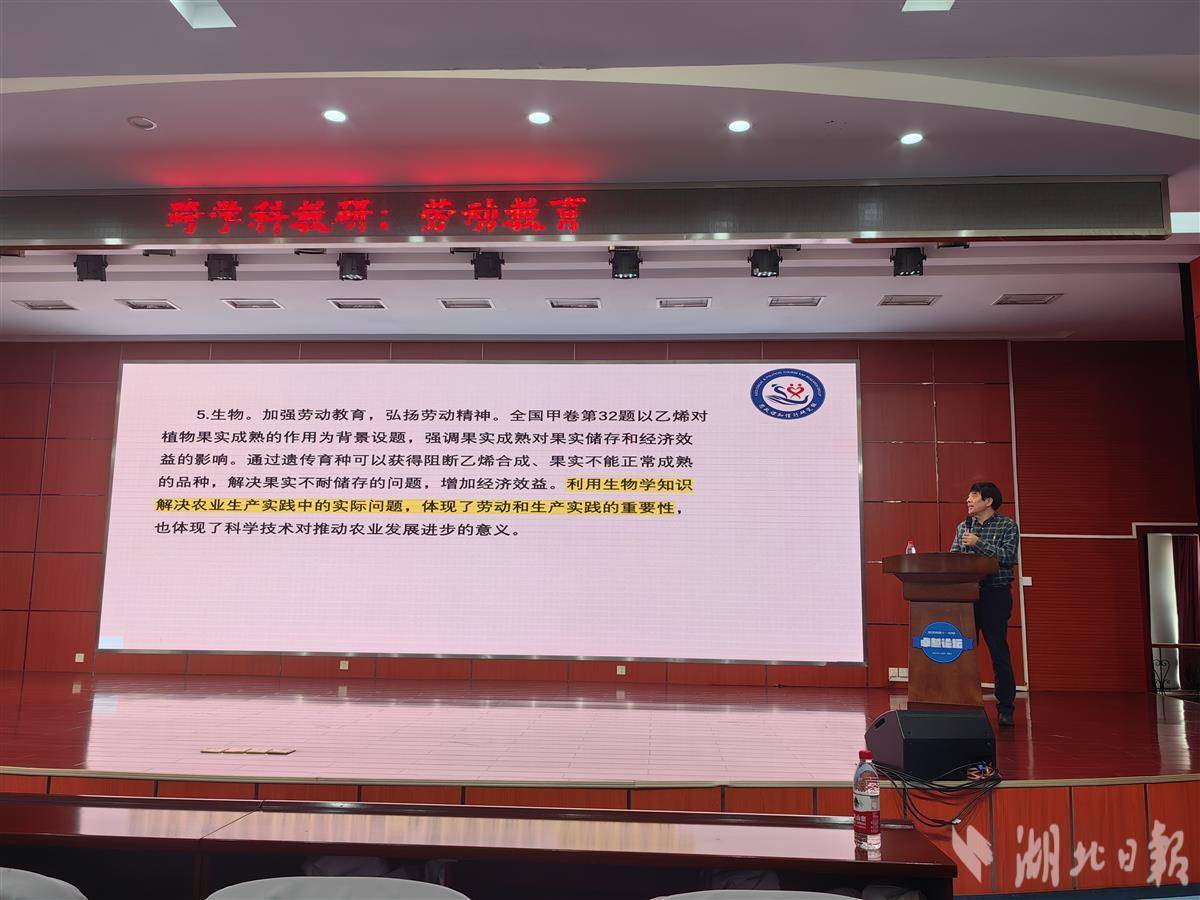 跨学科教研：劳动教育
5.生物。加强劳动教育，弘扬劳动精神。全国甲卷第32题以乙烯对
植物果实成熟的作用为背景设题，强调果实成熟对果实储存和经济效
益的影响。通过遗传育种可以获得阻断乙烯合成、果实不能正常成熟
的品种，解决果实不耐储存的问题，增加经济效益。利用生物学知识
解决农业生产实践中的实际问题，体现了劳动和生产实践的重要性，
也体现了科学技术对推动农业发展进步的意义。
卓越论坛
湖北日报